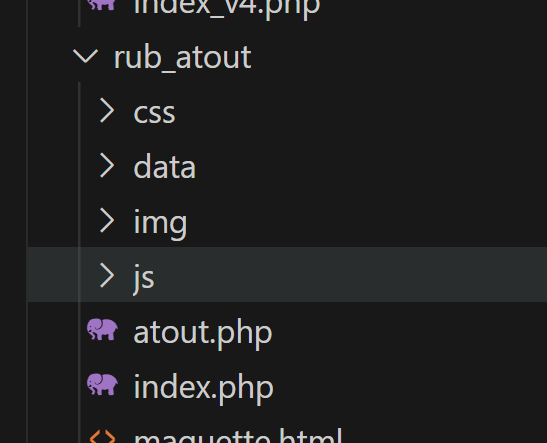 index_v4.php
rub_atout
css
data
img
js
atout.php
index.php
maquette.html